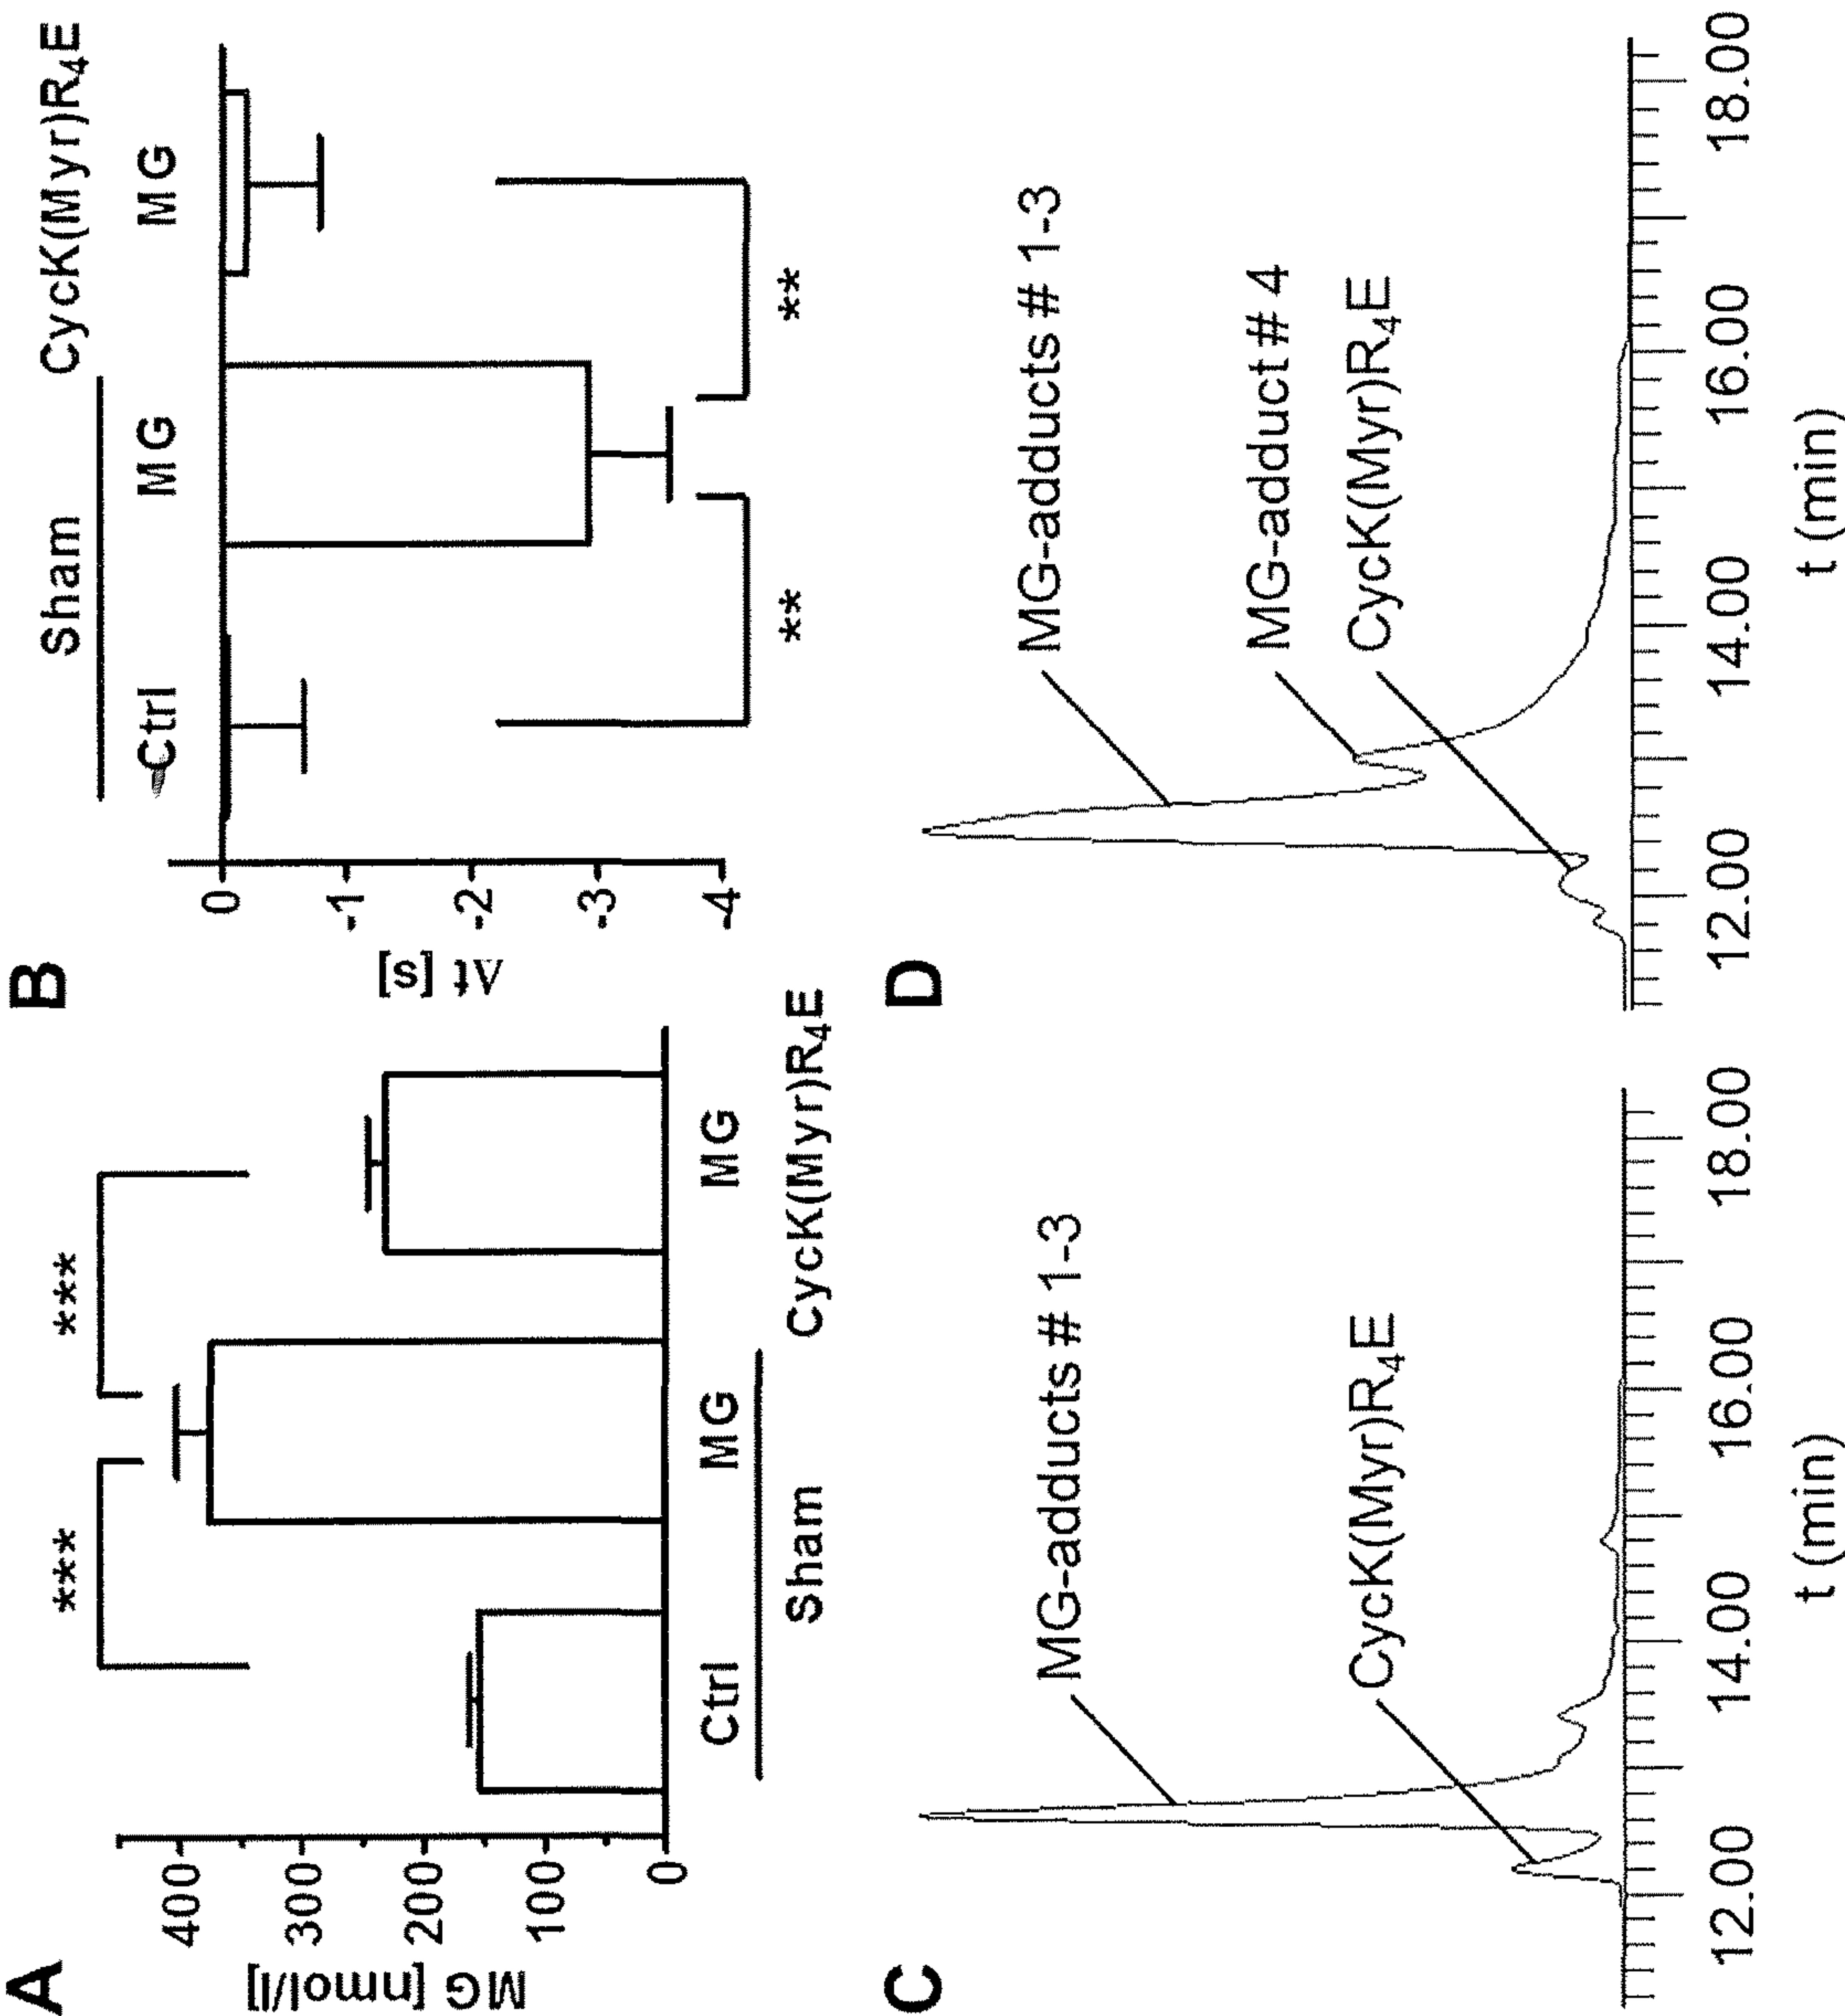 A
MG [nmol/l]
400
300
200
100
0
***
***
Ctrl
MG
MG
Sham
CycK(Myr)R₄E
B
Sham
CycK(Myr)R₄E
Ctrl
MG
MG
Δt [s]
0
-1
-2
-3
-4
**
**
C
MG-adducts # 1-3
CycK(Myr)R₄E
12.00 14.00 16.00 18.00
t (min)
D
MG-adducts # 1-3
MG-adduct # 4
CycK(Myr)R₄E
12.00 14.00 16.00 18.00
t (min)